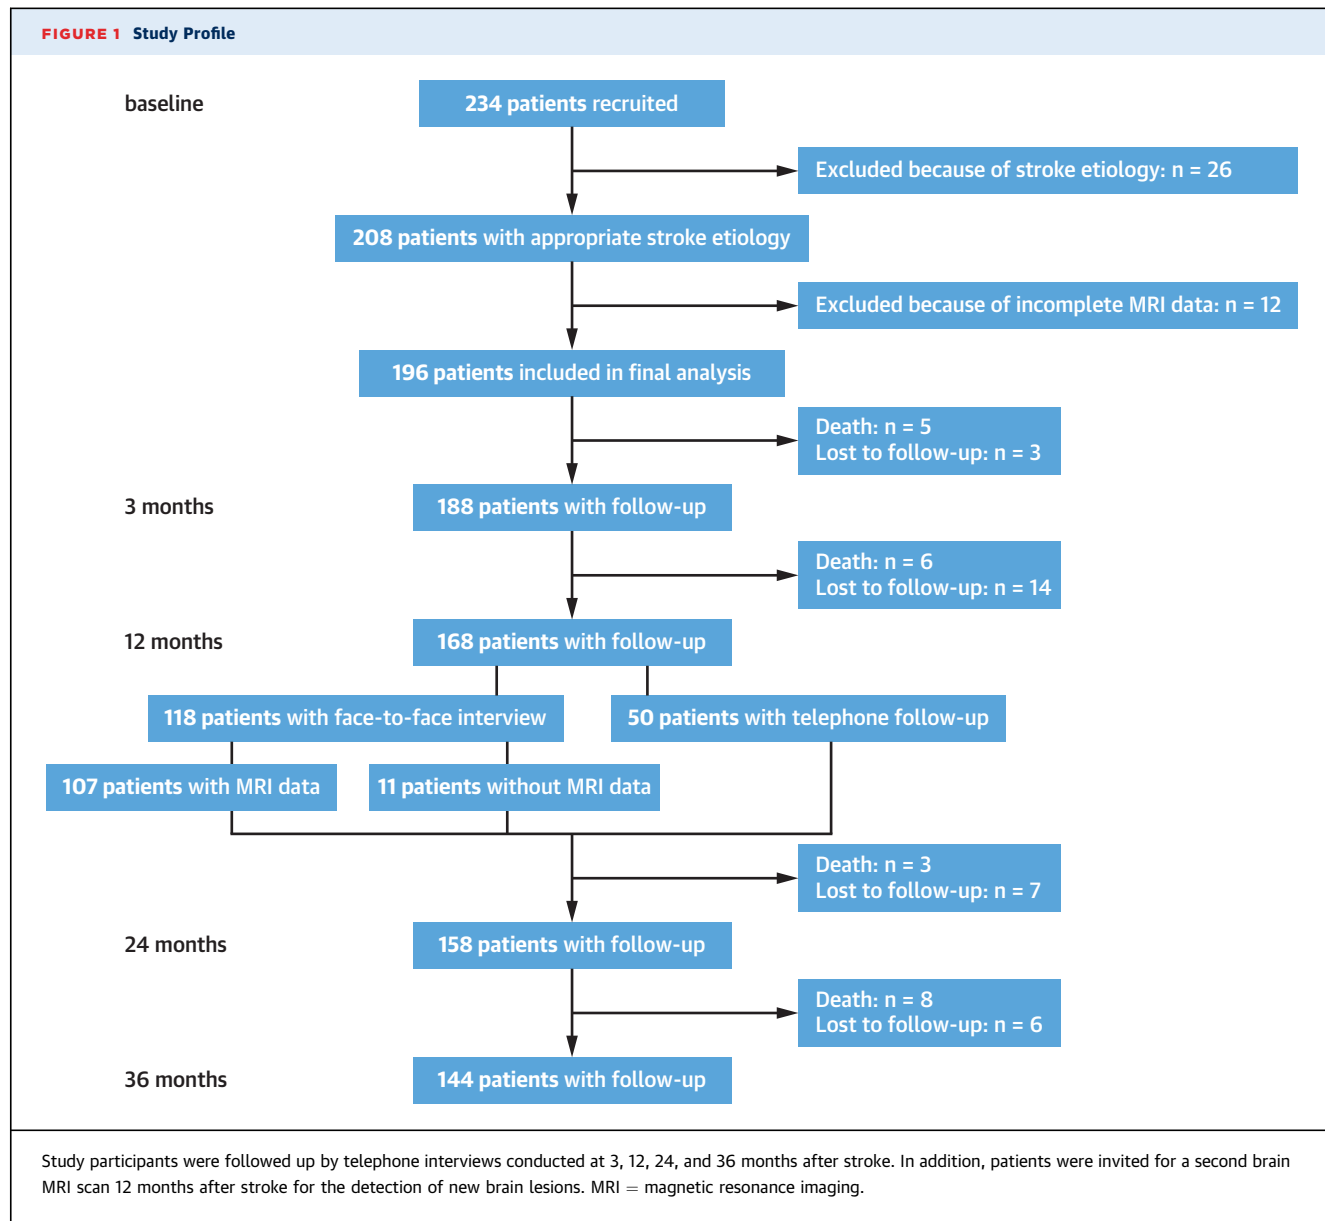 FIGURE 1 Study Profile
baseline
234 patients recruited
Excluded because of stroke etiology: n = 26
208 patients with appropriate stroke etiology
Excluded because of incomplete MRI data: n = 12
196 patients included in final analysis
Death: n = 5
Lost to follow-up: n = 3
3 months
188 patients with follow-up
Death: n = 6
Lost to follow-up: n = 14
12 months
168 patients with follow-up
118 patients with face-to-face interview
50 patients with telephone follow-up
107 patients with MRI data
11 patients without MRI data
Death: n = 3
Lost to follow-up: n = 7
24 months
158 patients with follow-up
Death: n = 8
Lost to follow-up: n = 6
36 months
144 patients with follow-up
Study participants were followed up by telephone interviews conducted at 3, 12, 24, and 36 months after stroke. In addition, patients were invited for a second brain
MRI scan 12 months after stroke for the detection of new brain lesions. MRI = magnetic resonance imaging.